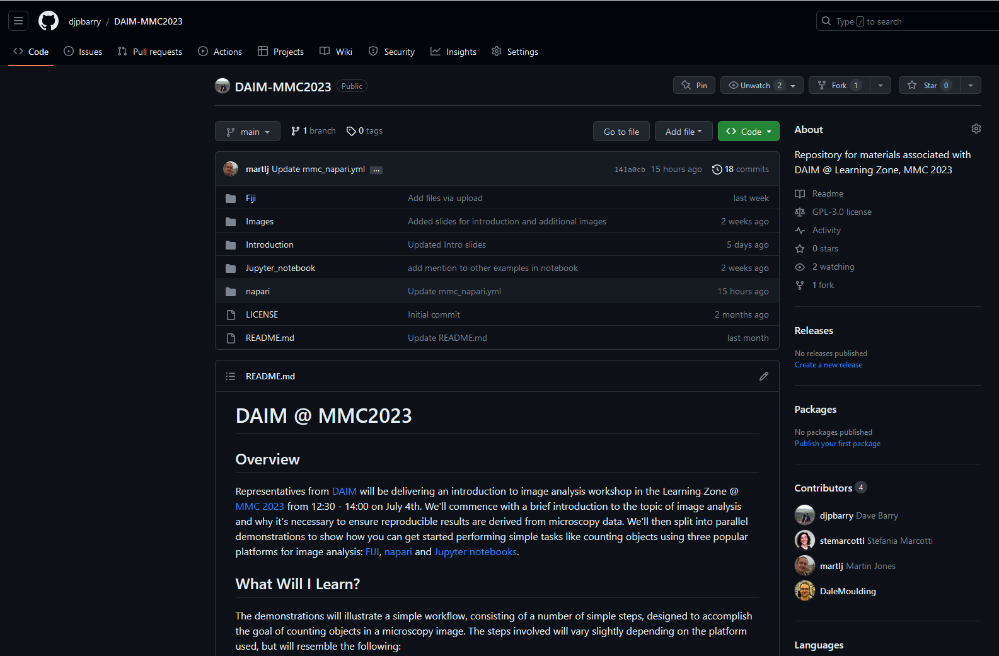 djpbarry / DAIM-MMC2023
Type / to search
Code Issues Pull requests Actions Projects Wiki Security Insights Settings
DAIM-MMC2023 Public
Pin Unwatch 2 Fork 1 Star 0
main 1 branch 0 tags
Go to file Add file Code
martlj Update mmc_napari.yml ... 141a0cb 15 hours ago 18 commits
Fiji Add files via upload last week
Images Added slides for introduction and additional images 2 weeks ago
Introduction Updated Intro slides 5 days ago
Jupyter_notebook add mention to other examples in notebook 2 weeks ago
napari Update mmc_napari.yml 15 hours ago
LICENSE Initial commit 2 months ago
README.md Update README.md last month
README.md
DAIM @ MMC2023
Overview
Representatives from DAIM will be delivering an introduction to image analysis workshop in the Learning Zone @
MMC 2023 from 12:30 - 14:00 on July 4th. We'll commence with a brief introduction to the topic of image analysis
and why it's necessary to ensure reproducible results are derived from microscopy data. We'll then split into parallel
demonstrations to show how you can get started performing simple tasks like counting objects using three popular
platforms for image analysis: FIJI, napari and Jupyter notebooks.
What Will I Learn?
The demonstrations will illustrate a simple workflow, consisting of a number of simple steps, designed to accomplish
the goal of counting objects in a microscopy image. The steps involved will vary slightly depending on the platform
used, but will resemble the following:
About
Repository for materials associated with
DAIM @ Learning Zone, MMC 2023
Readme
GPL-3.0 license
Activity
0 stars
2 watching
1 fork
Releases
No releases published
Create a new release
Packages
No packages published
Publish your first package
Contributors 4
djpbarry Dave Barry
stemarcotti Stefania Marcotti
martlj Martin Jones
DaleMoulding
Languages